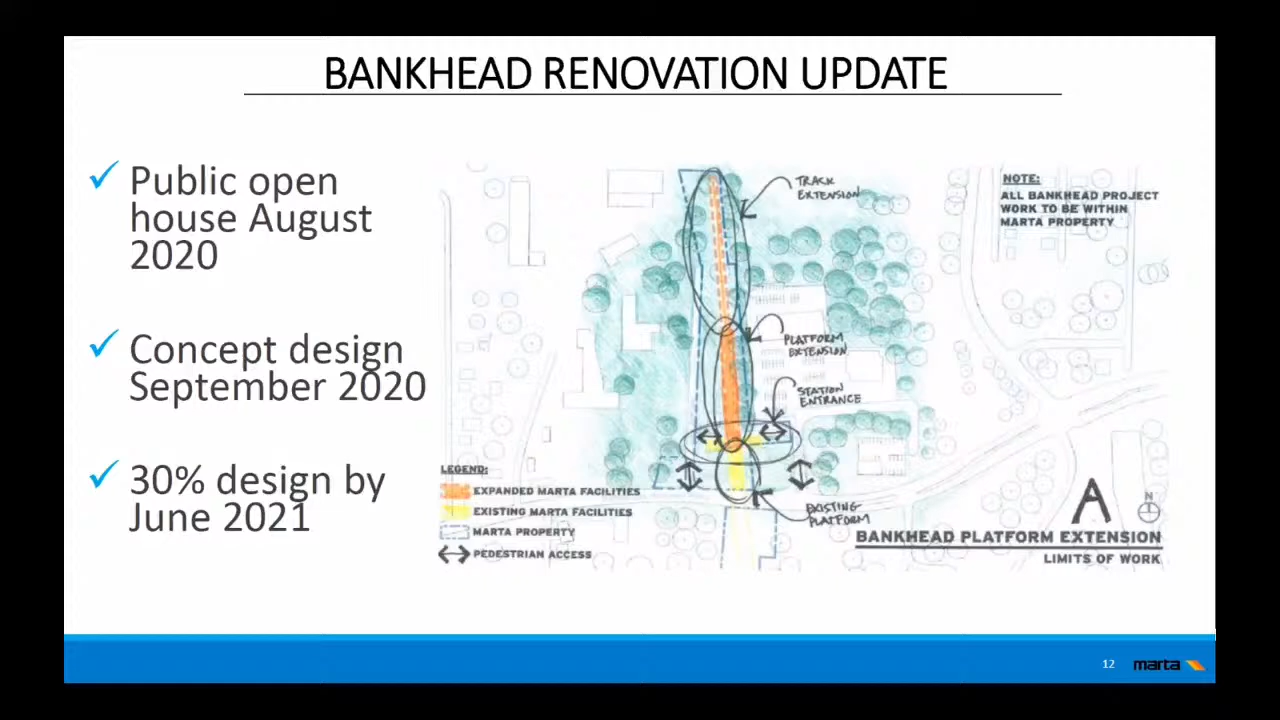 BANKHEAD RENOVATION UPDATE
Public open
house August
2020
Concept design
September 2020
30% design by
June 2021
TRACK
EXTENSION
NOTE:
ALL BANKHEAD PROJECT
WORK TO BE WITHIN
MARTA PROPERTY
PLATFORM
EXTENSION
STATION
ENTRANCE
LEGEND:
EXPANDED MARTA FACILITIES
EXISTING MARTA FACILITIES
MARTA PROPERTY
PEDESTRIAN ACCESS
EXISTING
PLATFORM
A
N
BANKHEAD PLATFORM EXTENSION
LIMITS OF WORK
12
marta